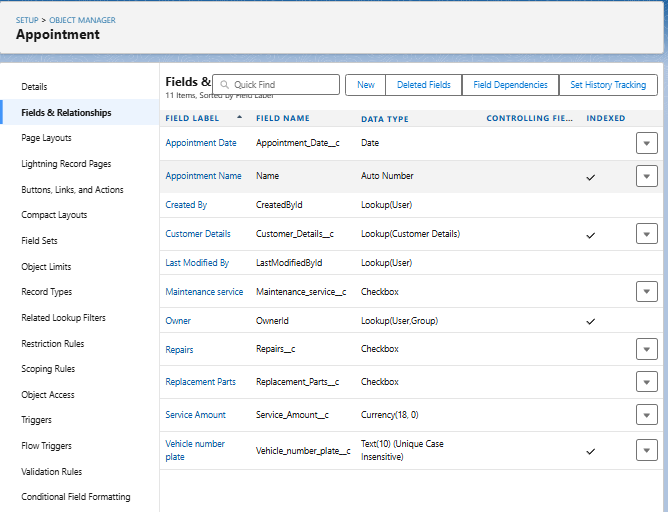 SETUP > OBJECT MANAGER
Appointment
Details
Fields & Relationships
Page Layouts
Lightning Record Pages
Buttons, Links, and Actions
Compact Layouts
Field Sets
Object Limits
Record Types
Related Lookup Filters
Restriction Rules
Scoping Rules
Object Access
Triggers
Flow Triggers
Validation Rules
Conditional Field Formatting
Fields & Quick Find New Deleted Fields Field Dependencies Set History Tracking
11 Items, Sorted by Field Label
FIELD LABEL FIELD NAME DATA TYPE CONTROLLING FIE... INDEXED
Appointment Date Appointment_Date__c Date
Appointment Name Name Auto Number
Created By CreatedById Lookup(User)
Customer Details Customer_Details__c Lookup(Customer Details)
Last Modified By LastModifiedById Lookup(User)
Maintenance service Maintenance_service__c Checkbox
Owner OwnerId Lookup(User,Group)
Repairs Repairs__c Checkbox
Replacement Parts Replacement_Parts__c Checkbox
Service Amount Service_Amount__c Currency(18, 0)
Vehicle number plate Vehicle_number_plate__c Text(10) (Unique Case Insensitive)